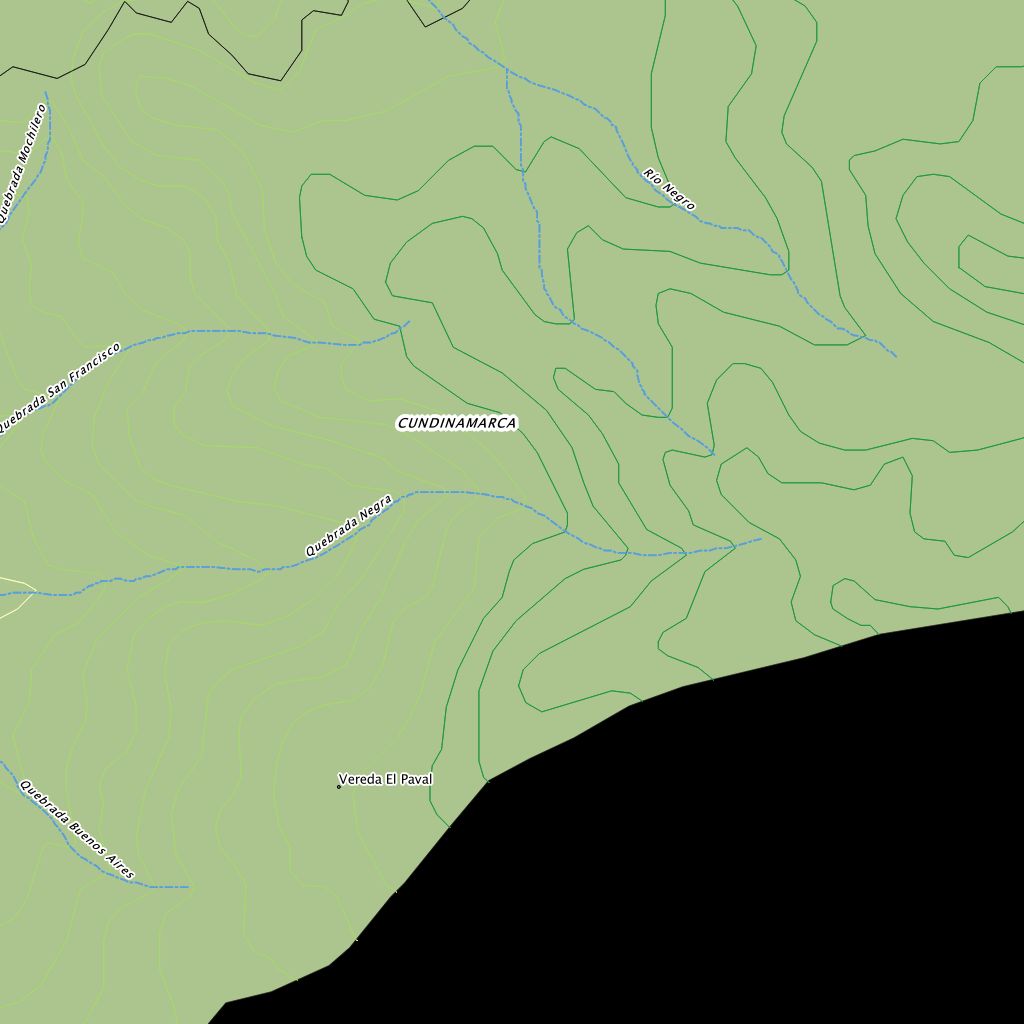 Quebrada Mochilero
Río Negro
Quebrada San Francisco
CUNDINAMARCA
Quebrada Negra
Vereda El Paval
Quebrada Buenos Aires